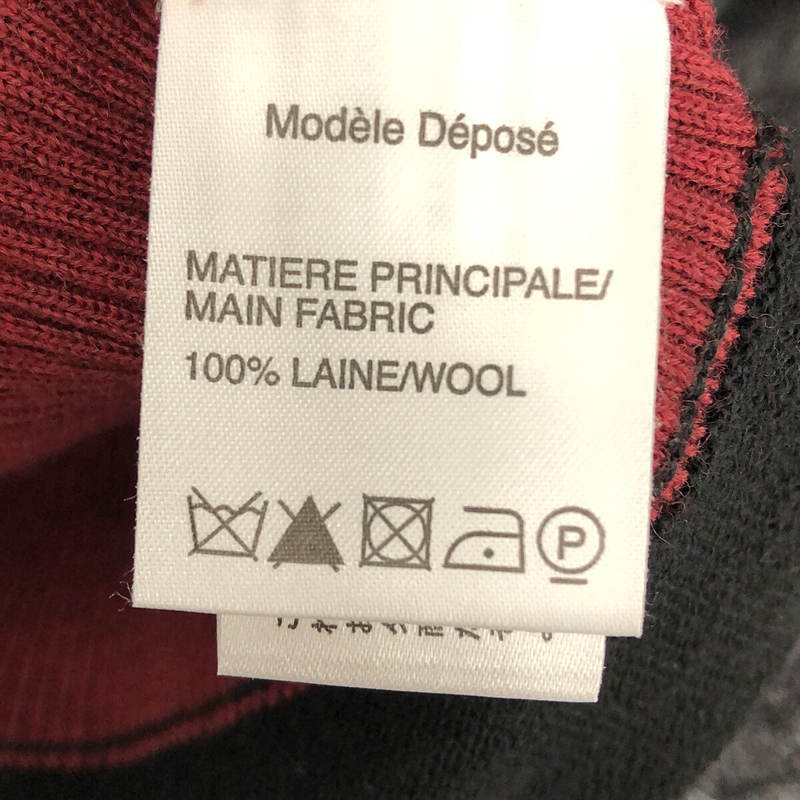 Modèle Déposé
MATIERE PRINCIPALE/
MAIN FABRIC
100% LAINE/WOOL
P